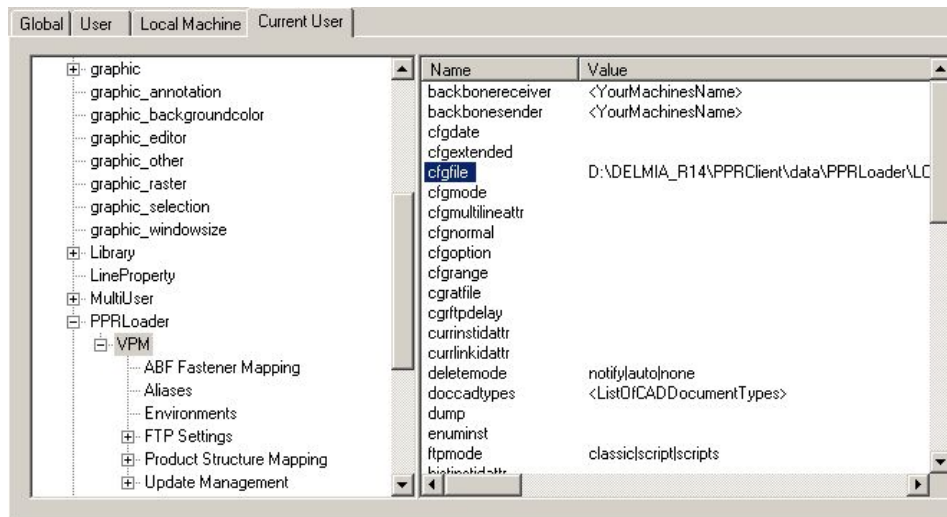 Global User Local Machine Current User
graphic
graphic_annotation
graphic_backgroundcolor
graphic_editor
graphic_other
graphic_raster
graphic_selection
graphic_windowsize
Library
LineProperty
MultiUser
PPRLoader
VPM
ABF Fastener Mapping
Aliases
Environments
FTP Settings
Product Structure Mapping
Update Management
Name Value
backbonereceiver <YourMachinesName>
backbonesender <YourMachinesName>
cfgdate
cfgextended
cfgfile D:\DELMIA_R14\PPRClient\data\PPRLoader\LC
cfgmode
cfgmultilineattr
cfgnormal
cfgoption
cfgrange
cgratfile
cgrftpdelay
currinstidattr
currlinkidattr
deletemode notify|auto|none
doccadtypes <ListOfCADDocumentTypes>
dump
enuminst
ftpmode classic|script|scripts